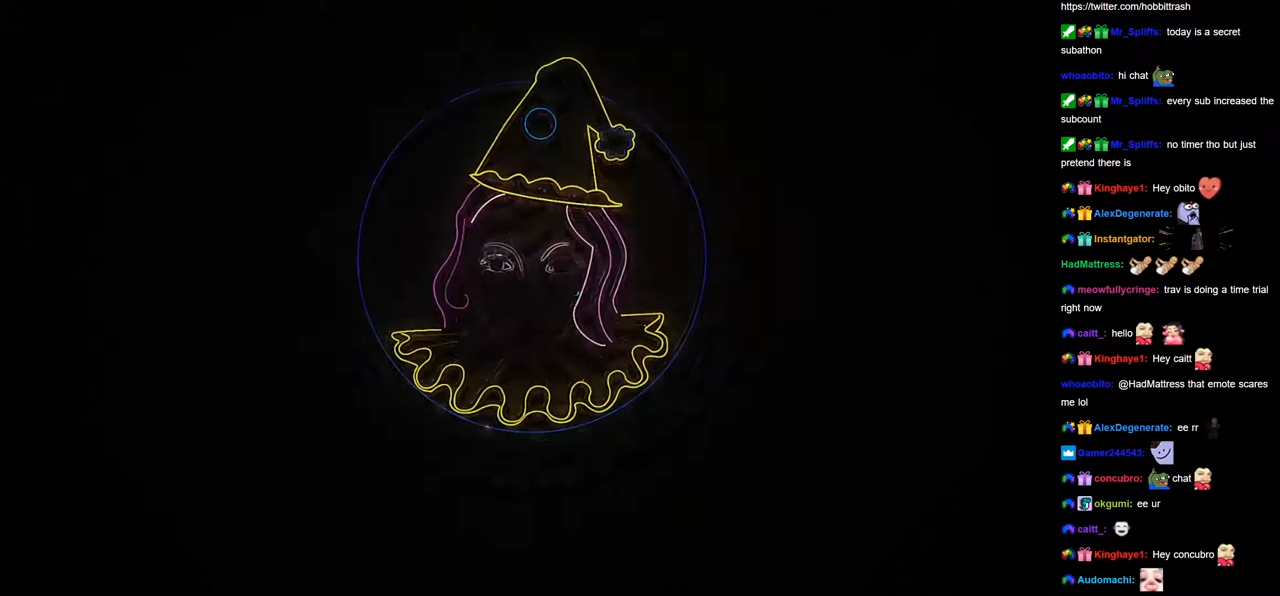 https://twitter.com/hobbittrash
Mr_Spliffs: today is a secret
subathon
whoaobito: hi chat
Mr_Spliffs: every sub increased the
subcount
Mr_Spliffs: no timer tho but just
pretend there is
Kinghaye1: Hey obito
AlexDegenerate:
Instantgator:
HadMattress:
meowfullycringe: trav is doing a time trial
right now
caitt_: hello
Kinghaye1: Hey caitt
whoaobito: @HadMattress that emote scares
me lol
AlexDegenerate: ee rr
Gamer244543:
concubro: chat
okgumi: ee ur
caitt_:
Kinghaye1: Hey concubro
Audomachi: